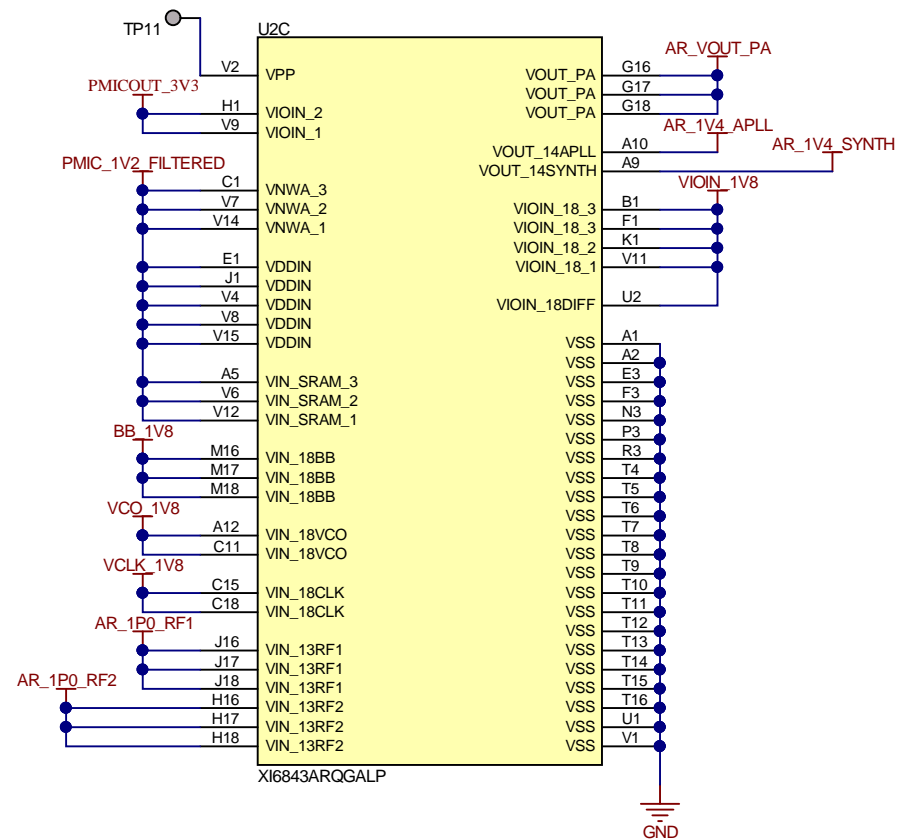 TP11
U2C
V2 VPP
PMICOUT_3V3
H1 VIOIN_2
V9 VIOIN_1
PMIC_1V2_FILTERED
C1 VNWA_3
V7 VNWA_2
V14 VNWA_1
E1 VDDIN
J1 VDDIN
V4 VDDIN
V8 VDDIN
V15 VDDIN
A5 VIN_SRAM_3
V6 VIN_SRAM_2
V12 VIN_SRAM_1
BB_1V8
M16 VIN_18BB
M17 VIN_18BB
M18 VIN_18BB
VCO_1V8
A12 VIN_18VCO
C11 VIN_18VCO
VCLK_1V8
C15 VIN_18CLK
C18 VIN_18CLK
AR_1P0_RF1
J16 VIN_13RF1
J17 VIN_13RF1
J18 VIN_13RF1
AR_1P0_RF2
H16 VIN_13RF2
H17 VIN_13RF2
H18 VIN_13RF2
AR_VOUT_PA
VOUT_PA G16
VOUT_PA G17
VOUT_PA G18
AR_1V4_APLL
VOUT_14APLL A10
AR_1V4_SYNTH
VOUT_14SYNTH A9
VIOIN_1V8
VIOIN_18_3 B1
VIOIN_18_3 F1
VIOIN_18_2 K1
VIOIN_18_1 V11
VIOIN_18DIFF U2
VSS A1
VSS A2
VSS E3
VSS F3
VSS N3
VSS P3
VSS R3
VSS T4
VSS T5
VSS T6
VSS T7
VSS T8
VSS T9
VSS T10
VSS T11
VSS T12
VSS T13
VSS T14
VSS T15
VSS T16
VSS U1
VSS V1
XI6843ARQGALP
GND